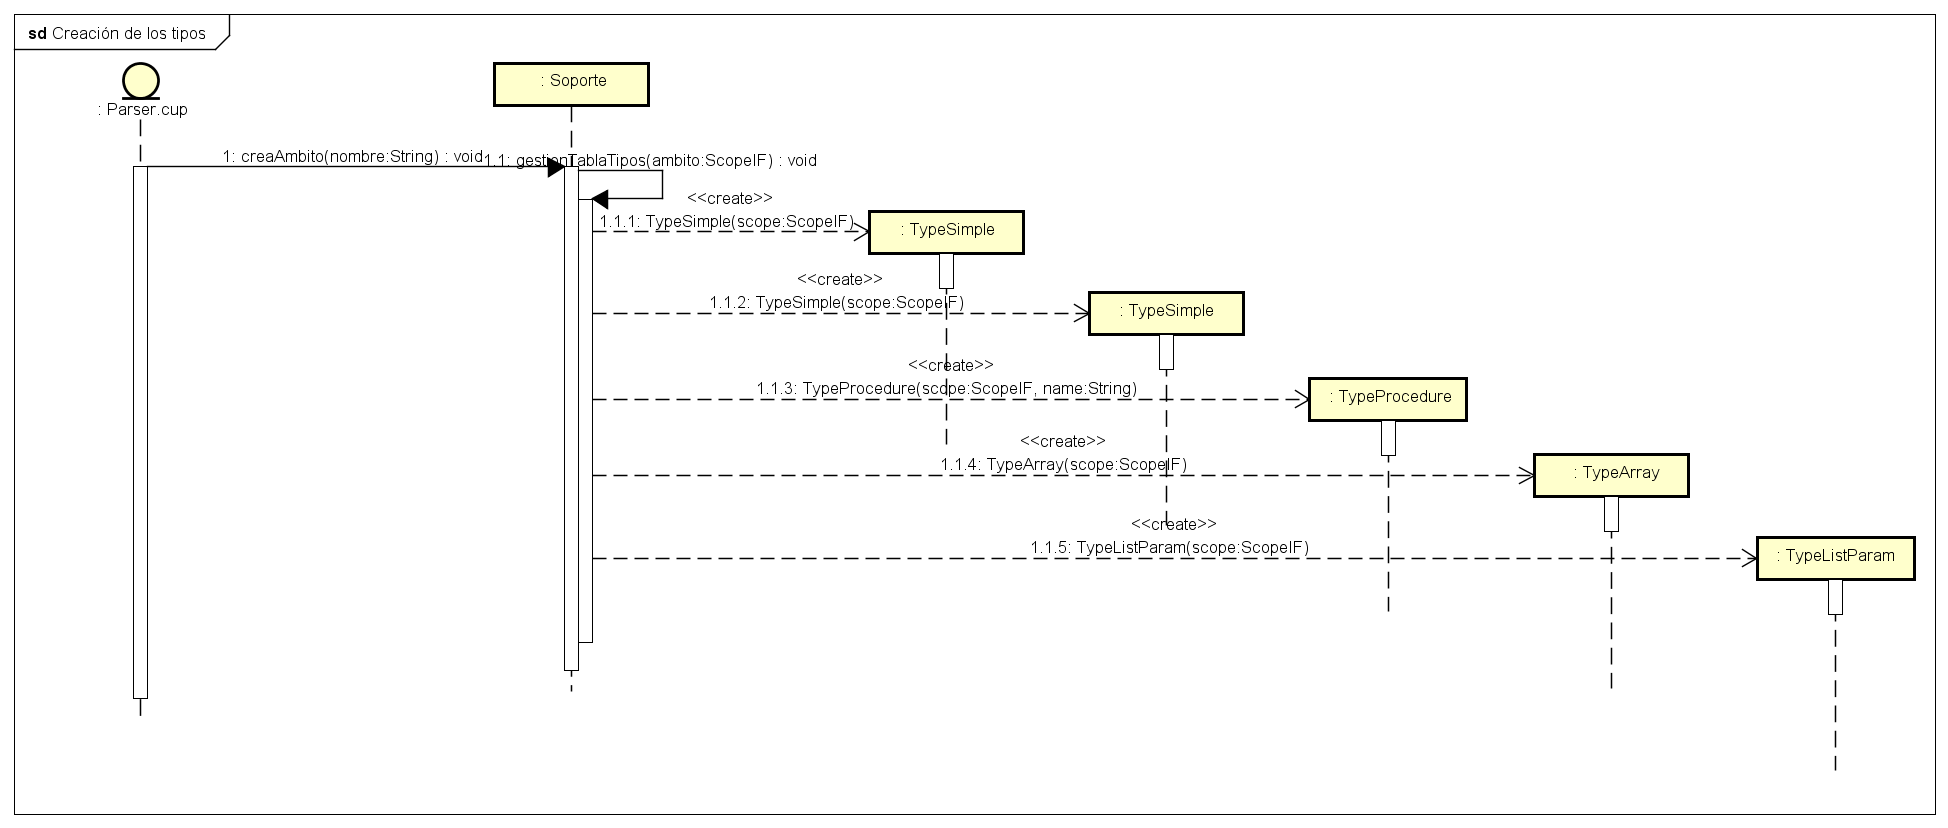 sd Creación de los tipos
: Parser.cup
: Soporte
1: creaAmbito(nombre:String) : void
1.1: gestionTablaTipos(ambito:ScopeIF) : void
<<create>>
1.1.1: TypeSimple(scope:ScopeIF)
: TypeSimple
<<create>>
1.1.2: TypeSimple(scope:ScopeIF)
: TypeSimple
<<create>>
1.1.3: TypeProcedure(scope:ScopeIF, name:String)
: TypeProcedure
<<create>>
1.1.4: TypeArray(scope:ScopeIF)
: TypeArray
<<create>>
1.1.5: TypeListParam(scope:ScopeIF)
: TypeListParam